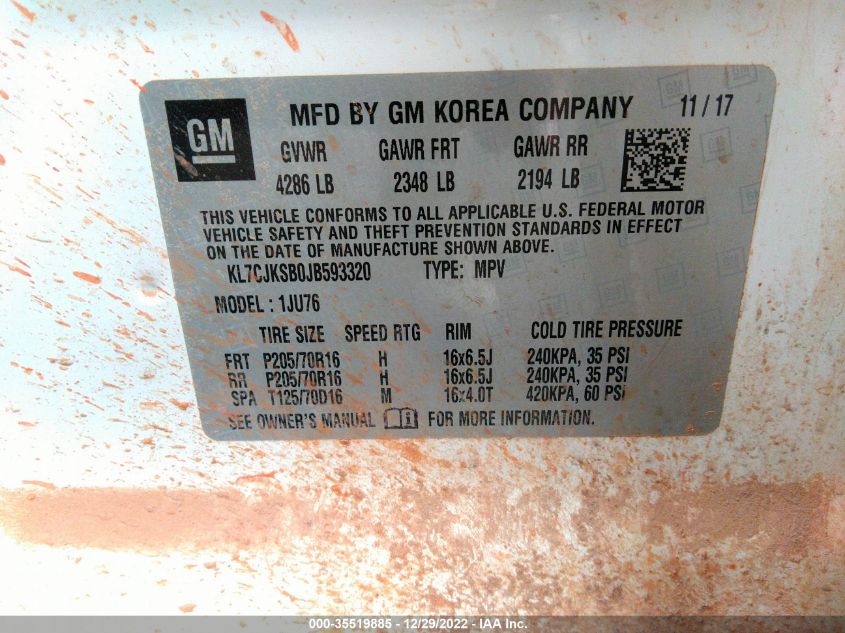 GM
MFD BY GM KOREA COMPANY 11 / 17
GVWR GAWR FRT GAWR RR
4286 LB 2348 LB 2194 LB
THIS VEHICLE CONFORMS TO ALL APPLICABLE U.S. FEDERAL MOTOR
VEHICLE SAFETY AND THEFT PREVENTION STANDARDS IN EFFECT
ON THE DATE OF MANUFACTURE SHOWN ABOVE.
KL7CJKSB0JB593320 TYPE: MPV
MODEL : 1JU76
TIRE SIZE SPEED RTG RIM COLD TIRE PRESSURE
FRT P205/70R16 H 16x6.5J 240KPA, 35 PSI
RR P205/70R16 H 16x6.5J 240KPA, 35 PSI
SPA T125/70D16 M 16x4.0T 420KPA, 60 PSI
SEE OWNER'S MANUAL FOR MORE INFORMATION.
000-35519885 - 12/29/2022 - IAA, Inc.